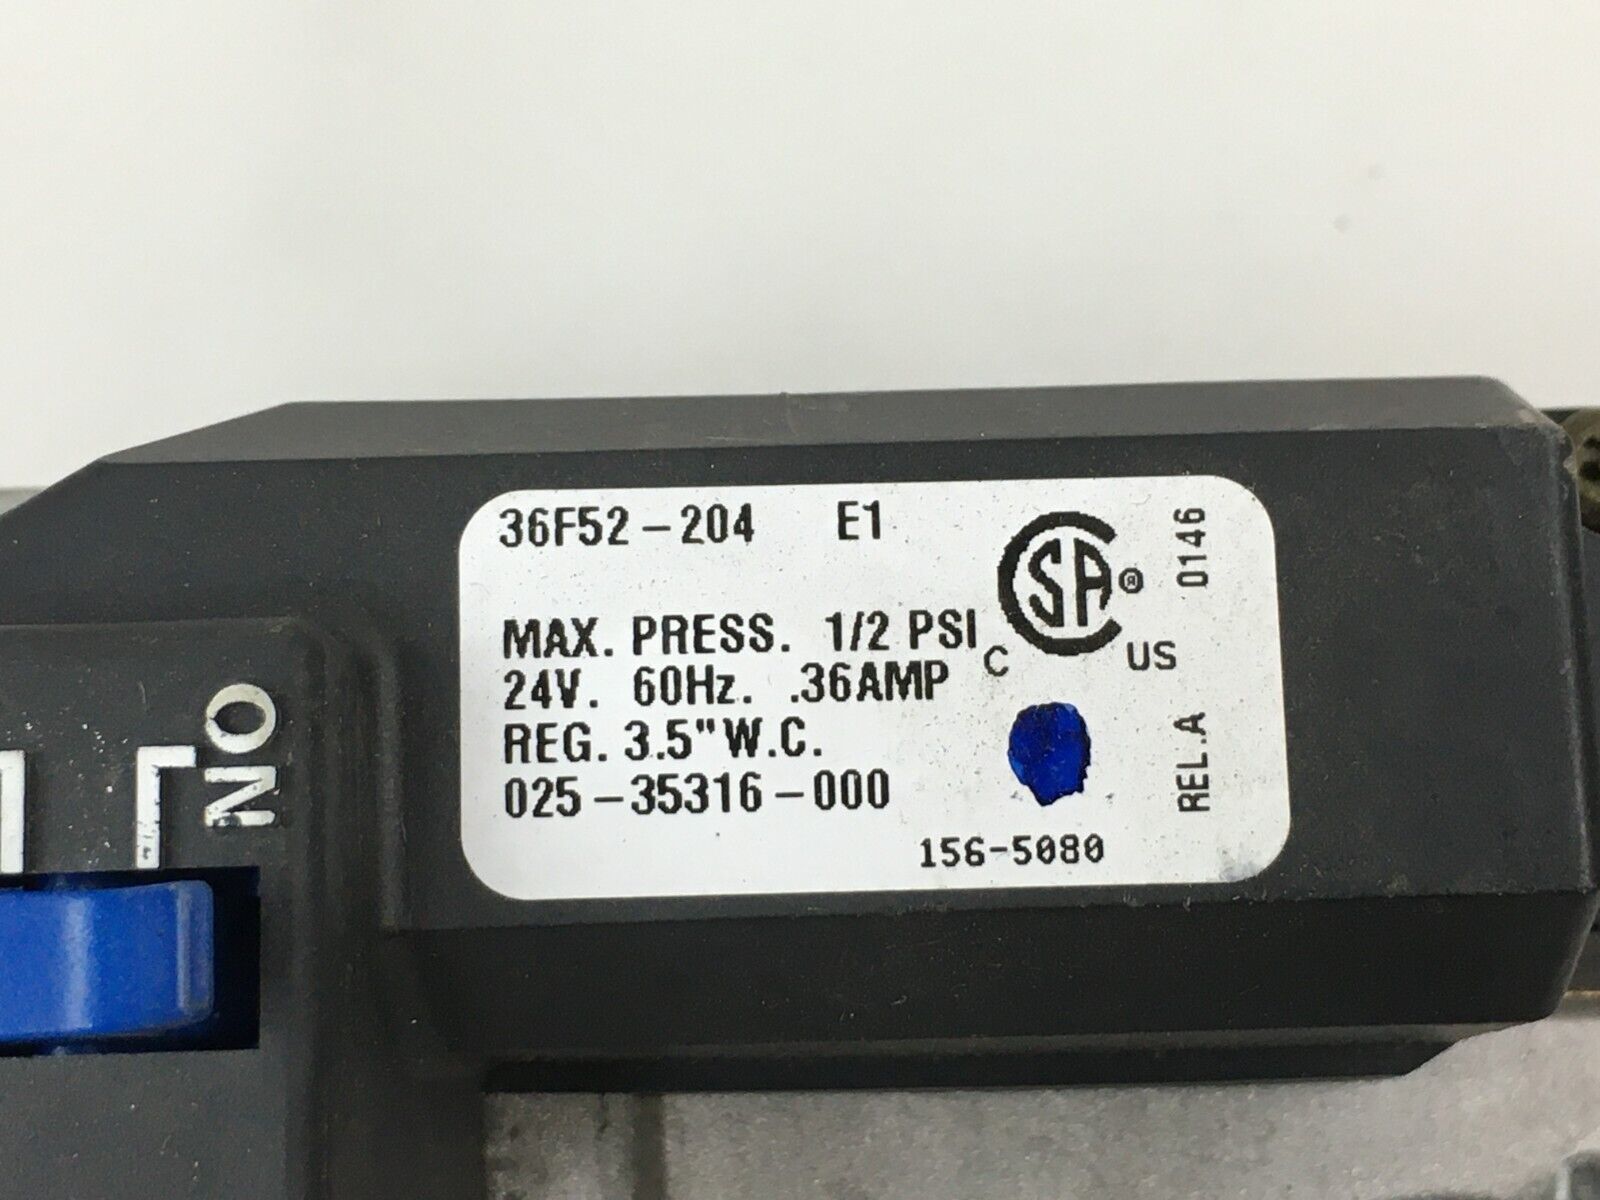 36F52-204 E1
MAX. PRESS. 1/2 PSI
24V. 60Hz. .36AMP
REG. 3.5" W.C.
025-35316-000
C SA ® US
156-5080
0146
REL.A
ON